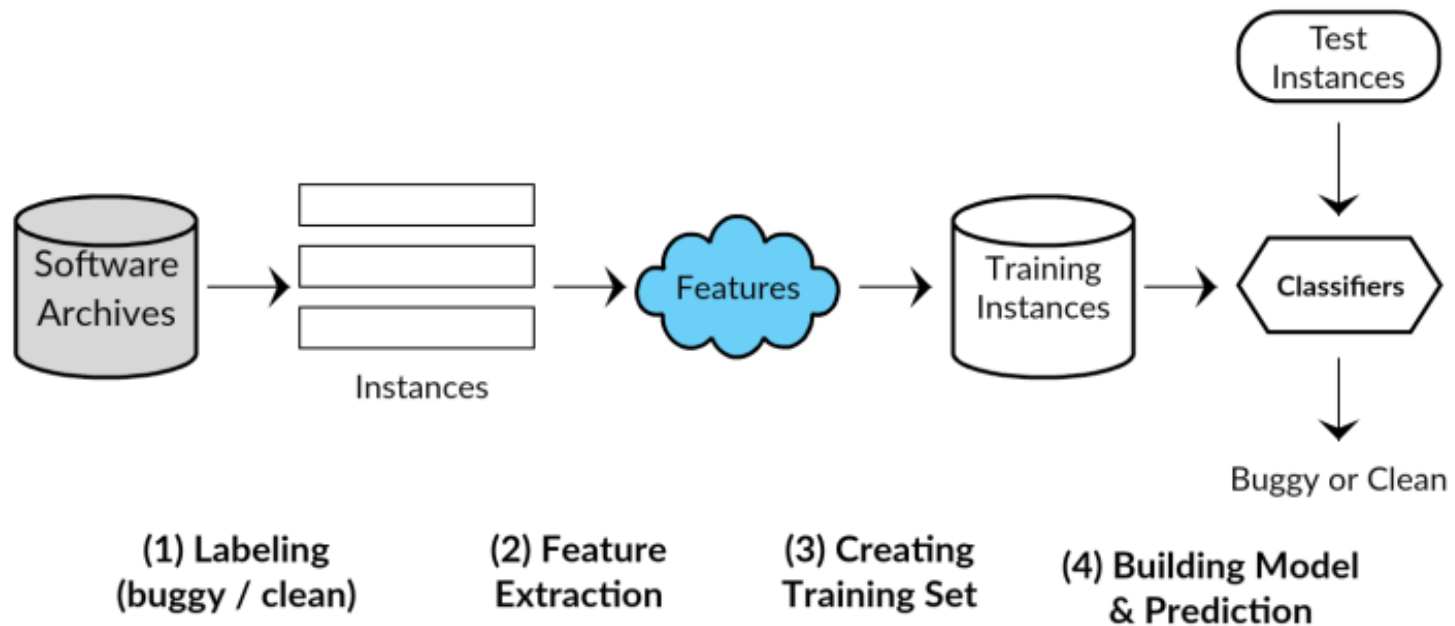 Test
Instances
Software
Archives
Instances
Features
Training
Instances
Classifiers
Buggy or Clean
(1) Labeling
(buggy / clean)
(2) Feature
Extraction
(3) Creating
Training Set
(4) Building Model
& Prediction